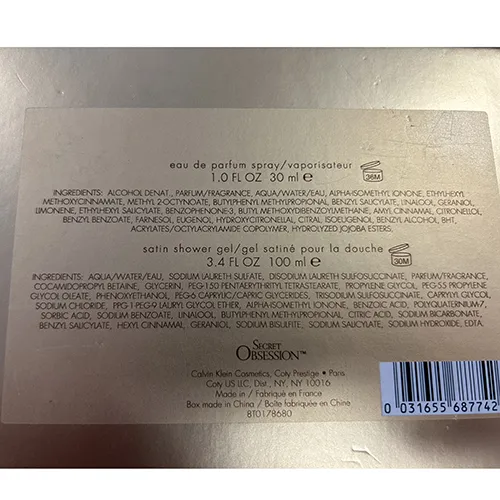 eau de parfum spray/vaporisateur
1.0 FL OZ 30 ml ℮ 36M
INGREDIENTS: ALCOHOL DENAT., PARFUM/FRAGRANCE, AQUA/WATER/EAU, ALPHA-ISOMETHYL IONONE, ETHYLHEXYL
METHOXYCINNAMATE, METHYL 2-OCTYNOATE, BUTYLPHENYL METHYLPROPIONAL, BENZYL SALICYLATE, LINALOOL, GERANIOL,
LIMONENE, ETHYLHEXYL SALICYLATE, BENZOPHENONE-3, BUTYL METHOXYDIBENZOYLMETHANE, AMYL CINNAMAL, CITRONELLOL,
BENZYL BENZOATE, FARNESOL, EUGENOL, HYDROXYCITRONELLAL, CITRAL, ISOEUGENOL, BENZYL ALCOHOL, BHT,
ACRYLATES/OCTYLACRYLAMIDE COPOLYMER, HYDROLYZED JOJOBA ESTERS.
satin shower gel/gel satiné pour la douche
3.4 FL OZ 100 ml ℮ 30M
INGREDIENTS: AQUA/WATER/EAU, SODIUM LAURETH SULFATE, DISODIUM LAURETH SULFOSUCCINATE, PARFUM/FRAGRANCE,
COCAMIDOPROPYL BETAINE, GLYCERIN, PEG-150 PENTAERYTHRITYL TETRASTEARATE, PROPYLENE GLYCOL, PEG-55 PROPYLENE
GLYCOL OLEATE, PHENOXYETHANOL, PEG-6 CAPRYLIC/CAPRIC GLYCERIDES, TRISODIUM SULFOSUCCINATE, CAPRYLYL GLYCOL,
SODIUM CHLORIDE, PPG-1 PEG-9 LAURYL GLYCOL ETHER, ALPHA-ISOMETHYL IONONE, BENZOIC ACID, POLYQUATERNIUM-7,
SORBIC ACID, SODIUM BENZOATE, LINALOOL, BUTYLPHENYL METHYLPROPIONAL, CITRIC ACID, SODIUM BICARBONATE,
BENZYL SALICYLATE, HEXYL CINNAMAL, GERANIOL, SODIUM BISULFITE, SODIUM SALICYLATE, SODIUM HYDROXIDE, EDTA.
SECRET
OBSESSION™
Calvin Klein Cosmetics, Coty Prestige • Paris
Coty US LLC, Dist., NY, NY 10016
Made in / Fabriqué en France
Box made in China / Boîte fabriquée en Chine
BT0178680
0 031655 687742